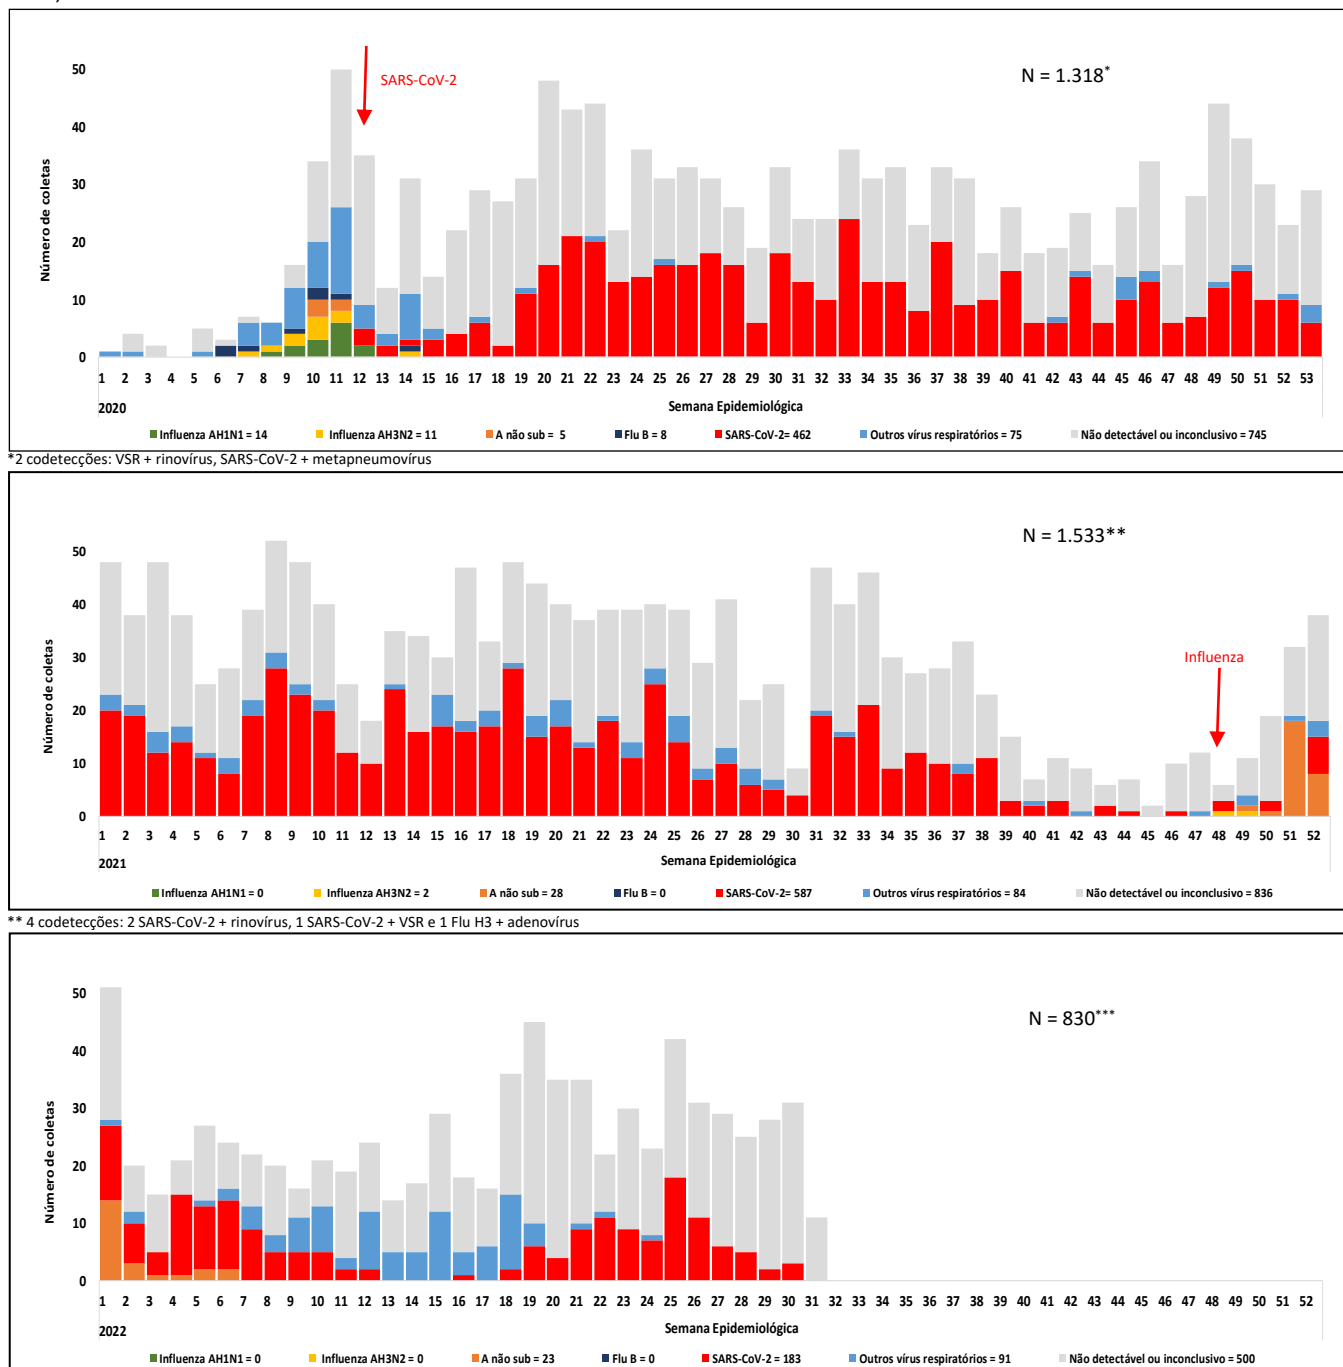 50
40
30
20
10
0
Número de coletas
SARS-CoV-2
N = 1.318*
1 2 3 4 5 6 7 8 9 10 11 12 13 14 15 16 17 18 19 20 21 22 23 24 25 26 27 28 29 30 31 32 33 34 35 36 37 38 39 40 41 42 43 44 45 46 47 48 49 50 51 52 53
2020
Semana Epidemiológica
Influenza AH1N1 = 14 Influenza AH3N2 = 11 A não sub = 5 Flu B = 8 SARS-CoV-2= 462 Outros vírus respiratórios = 75 Não detectável ou inconclusivo = 745
*2 codetecções: VSR + rinovírus, SARS-CoV-2 + metapneumovírus
50
40
30
20
10
0
Número de coletas
N = 1.533**
Influenza
1 2 3 4 5 6 7 8 9 10 11 12 13 14 15 16 17 18 19 20 21 22 23 24 25 26 27 28 29 30 31 32 33 34 35 36 37 38 39 40 41 42 43 44 45 46 47 48 49 50 51 52
2021
Semana Epidemiológica
Influenza AH1N1 = 0 Influenza AH3N2 = 2 A não sub = 28 Flu B = 0 SARS-CoV-2= 587 Outros vírus respiratórios = 84 Não detectável ou inconclusivo = 836
** 4 codetecções: 2 SARS-CoV-2 + rinovírus, 1 SARS-CoV-2 + VSR e 1 Flu H3 + adenovírus
50
40
30
20
10
0
Número de coletas
N = 830***
1 2 3 4 5 6 7 8 9 10 11 12 13 14 15 16 17 18 19 20 21 22 23 24 25 26 27 28 29 30 31 32 33 34 35 36 37 38 39 40 41 42 43 44 45 46 47 48 49 50 51 52
2022
Semana Epidemiológica
Influenza AH1N1 = 0 Influenza AH3N2 = 0 A não sub = 23 Flu B = 0 SARS-CoV-2 = 183 Outros vírus respiratórios = 91 Não detectável ou inconclusivo = 500